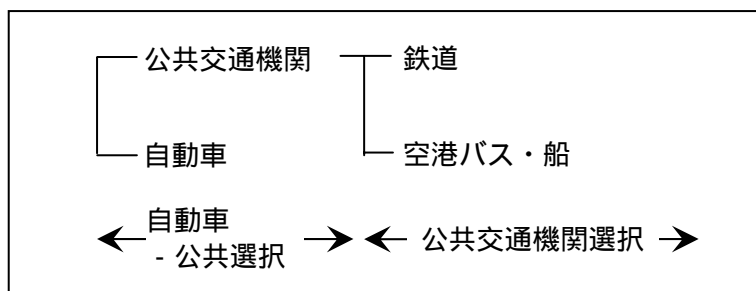 公共交通機関
鉄道
自動車
空港バス・船
自動車
- 公共選択
公共交通機関選択